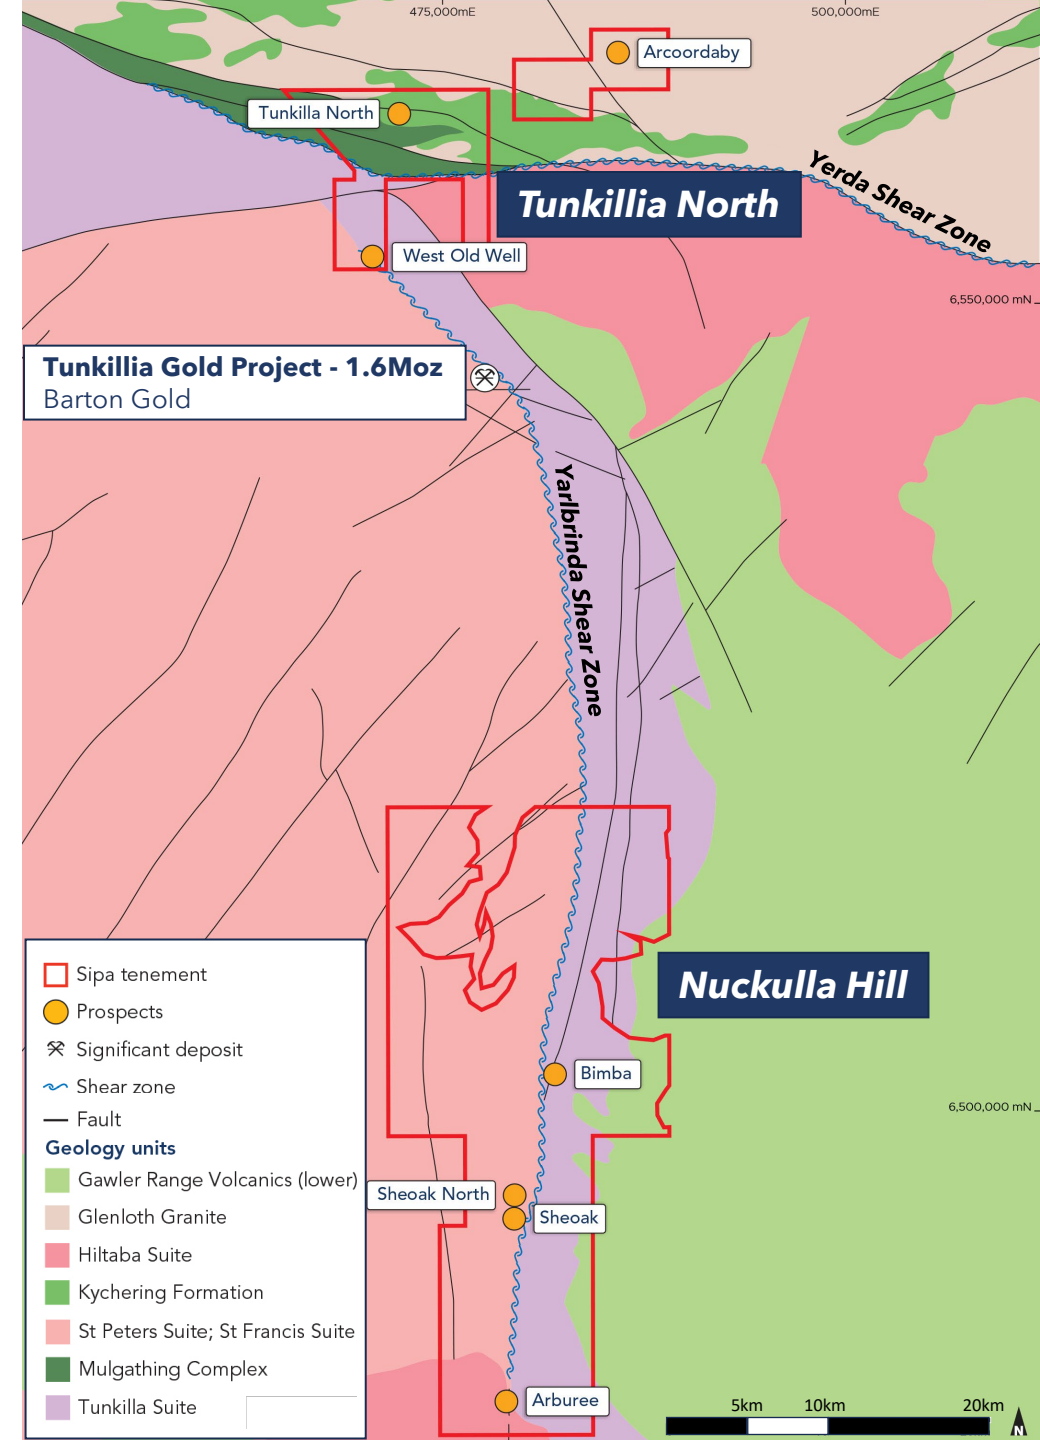 475,000mE
500,000mE
Arcoordaby
Tunkilla North
Yerda Shear Zone
Tunkillia North
West Old Well
6,550,000 mN
Tunkillia Gold Project - 1.6Moz
Barton Gold
Yarlbrinda Shear Zone
Nuckulla Hill
Sipa tenement
Prospects
Significant deposit
Shear zone
Fault
Geology units
Gawler Range Volcanics (lower)
Glenloth Granite
Hiltaba Suite
Kychering Formation
St Peters Suite; St Francis Suite
Mulgathing Complex
Tunkilla Suite
Bimba
6,500,000 mN
Sheoak North
Sheoak
Arburee
5km
10km
20km
N